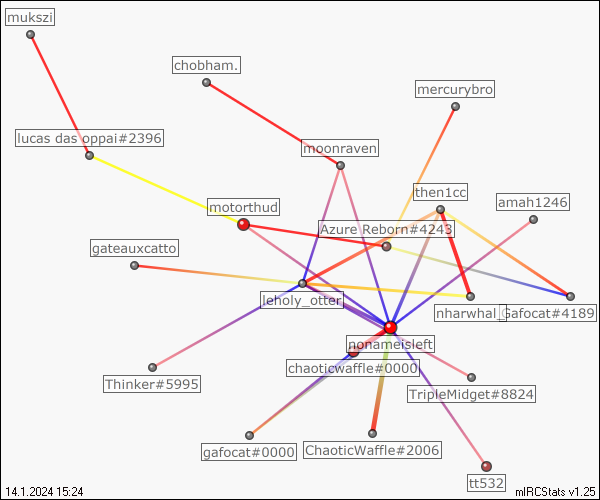 mukszi
chobham.
mercurybro
lucas das oppai#2396
moonraven
then1cc
amah1246
motorthud
Azure Reborn#4243
gateauxcatto
leholy_otter
nharwhal_
Gafocat#4189
nonameisleft
chaoticwaffle#0000
Thinker#5995
TripleMidget#8824
gafocat#0000
ChaoticWaffle#2006
tt532
14.1.2024 15:24
mIRCStats v1.25